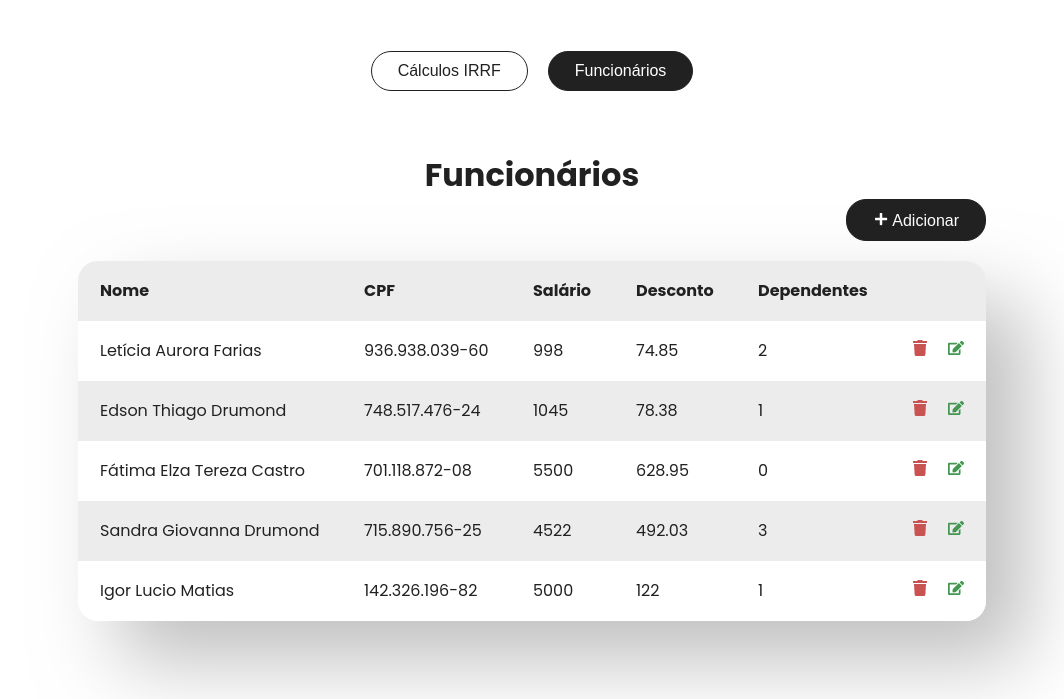 Cálculos IRRF Funcionários
Funcionários
Adicionar
Nome CPF Salário Desconto Dependentes
Letícia Aurora Farias 936.938.039-60 998 74.85 2
Edson Thiago Drumond 748.517.476-24 1045 78.38 1
Fátima Elza Tereza Castro 701.118.872-08 5500 628.95 0
Sandra Giovanna Drumond 715.890.756-25 4522 492.03 3
Igor Lucio Matias 142.326.196-82 5000 122 1